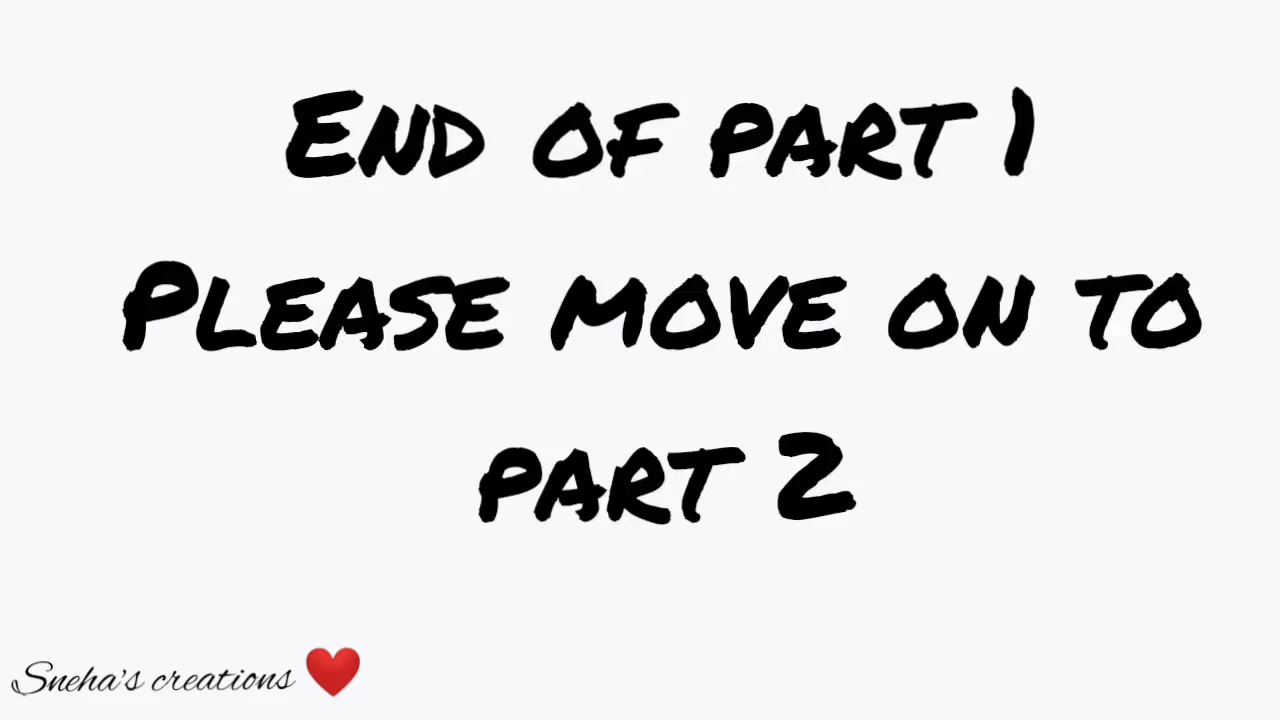 End of part 1
Please move on to
part 2
Sneha's creations ❤️